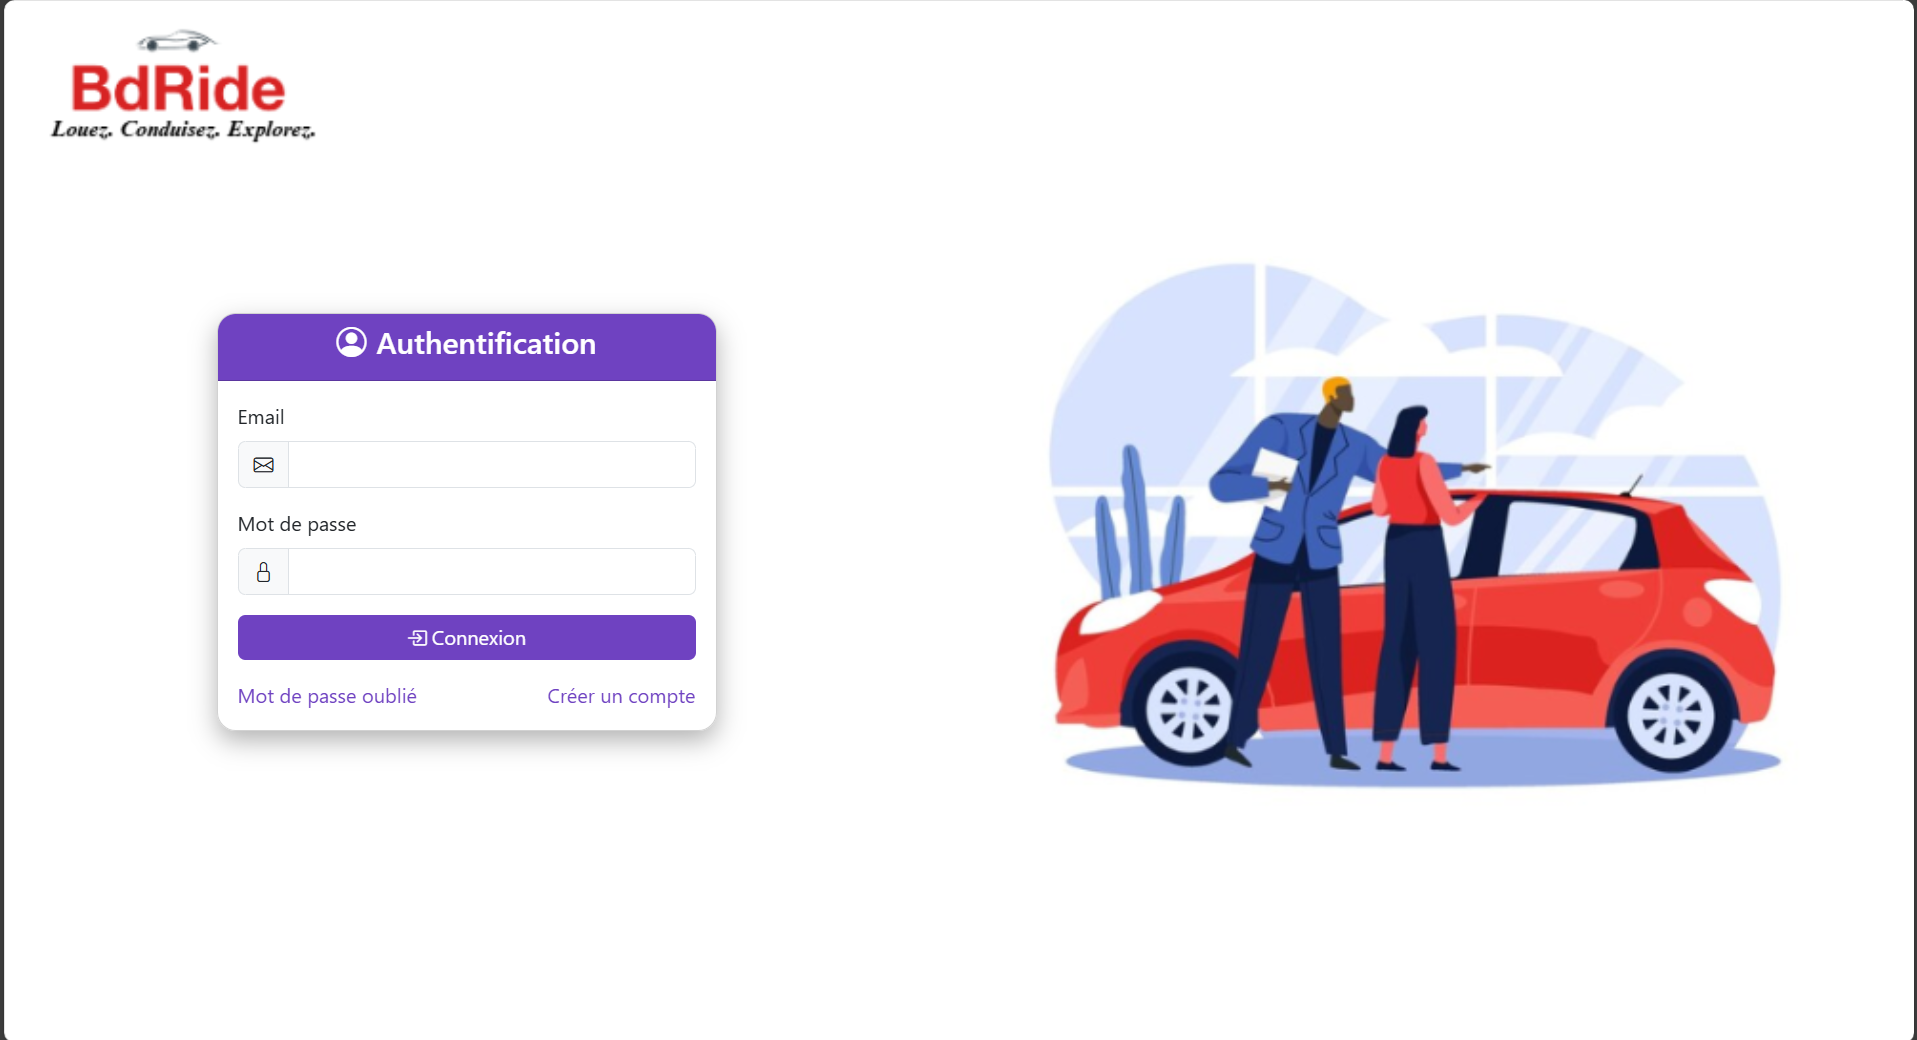 BdRide
Louez. Conduisez. Explorez.
Authentification
Email
Mot de passe
Connexion
Mot de passe oublié
Créer un compte